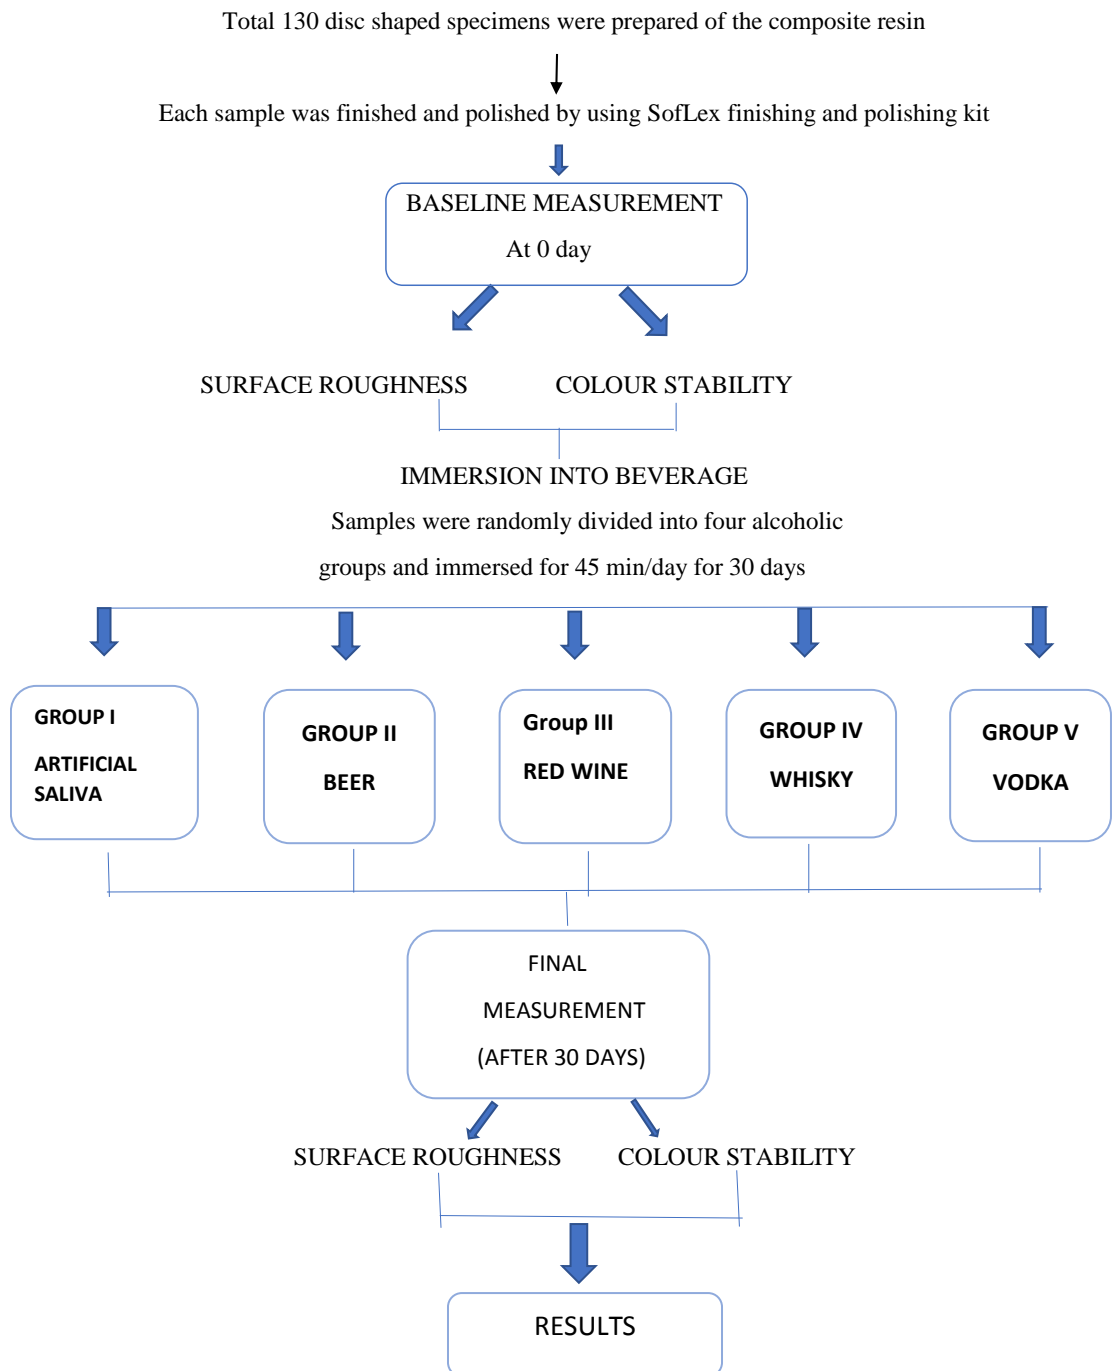 Total 130 disc shaped specimens were prepared of the composite resin
Each sample was finished and polished by using SofLex finishing and polishing kit
BASELINE MEASUREMENT
At 0 day
SURFACE ROUGHNESS
COLOUR STABILITY
IMMERSION INTO BEVERAGE
Samples were randomly divided into four alcoholic
groups and immersed for 45 min/day for 30 days
GROUP I
ARTIFICIAL
SALIVA
GROUP II
BEER
Group III
RED WINE
GROUP IV
WHISKY
GROUP V
VODKA
FINAL
MEASUREMENT
(AFTER 30 DAYS)
SURFACE ROUGHNESS
COLOUR STABILITY
RESULTS